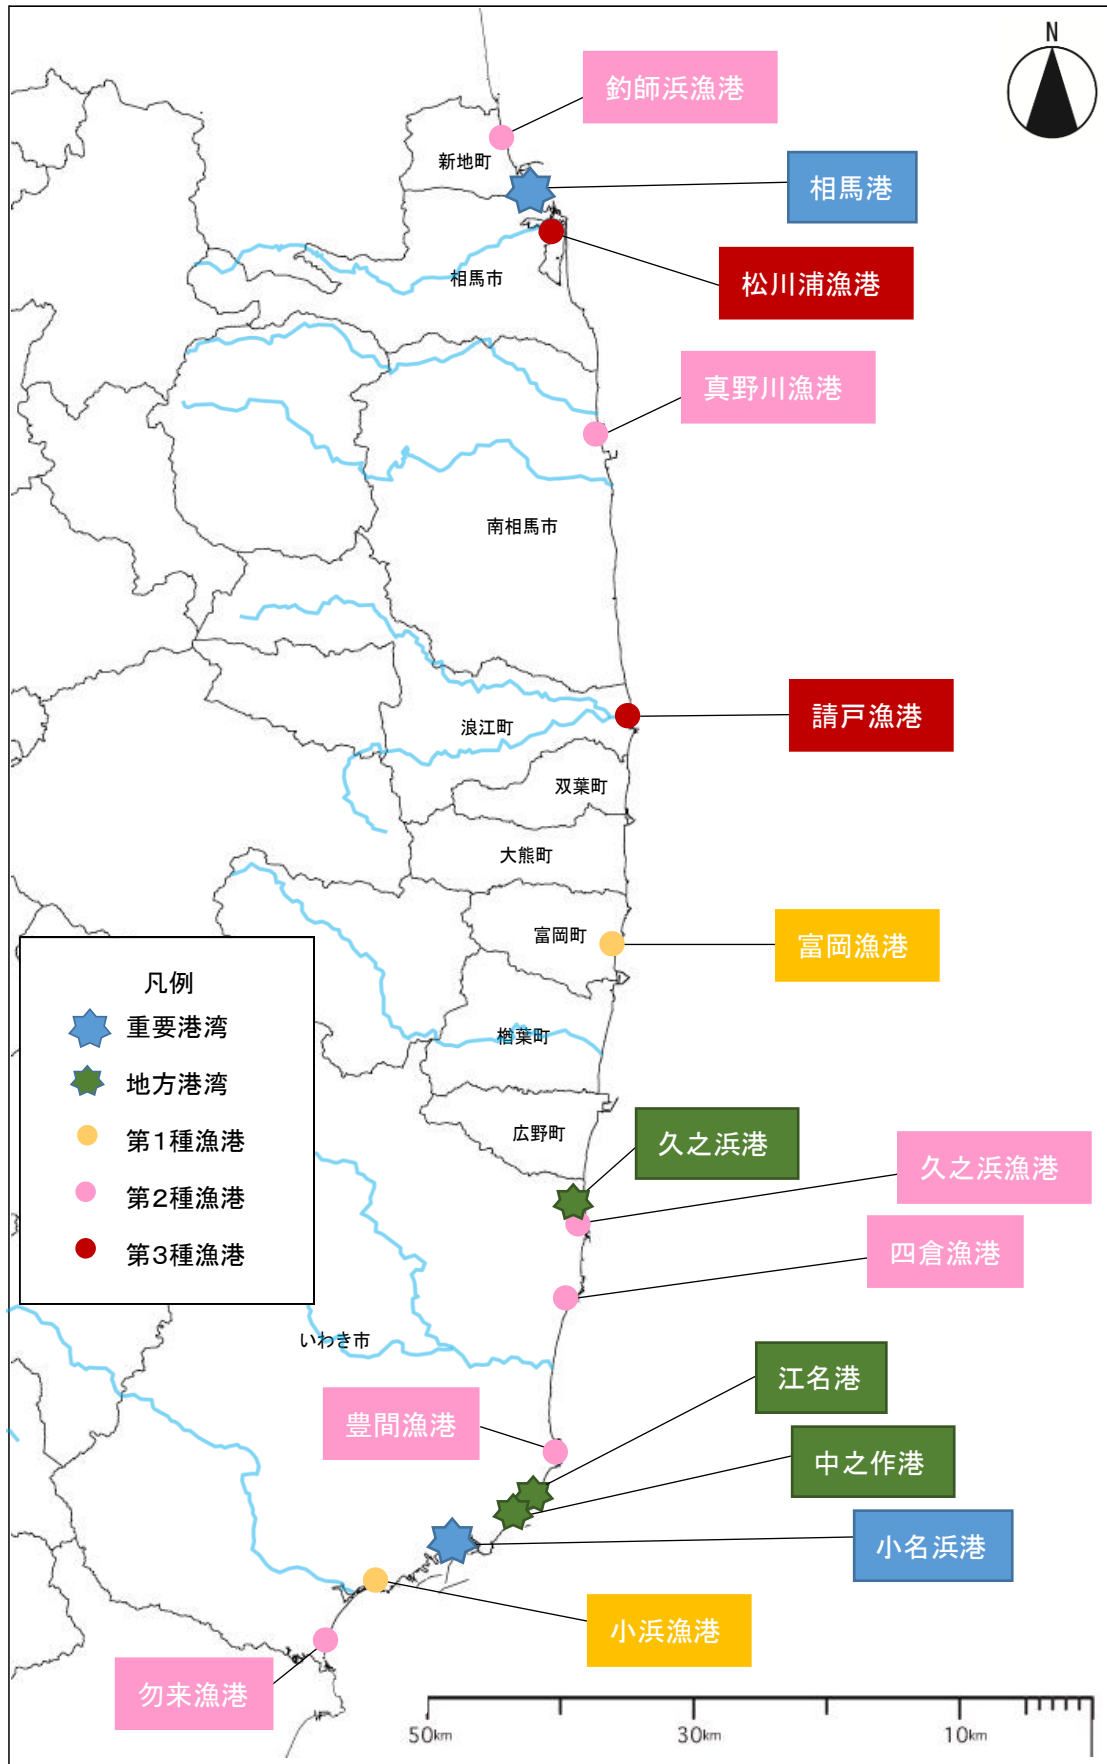 N
釣師浜漁港
新地町
相馬港
松川浦漁港
相馬市
真野川漁港
南相馬市
請戸漁港
浪江町
双葉町
大熊町
富岡町
富岡漁港
凡例
重要港湾
地方港湾
第1種漁港
第2種漁港
第3種漁港
楢葉町
広野町
久之浜港
久之浜漁港
四倉漁港
いわき市
江名港
豊間漁港
中之作港
小名浜港
小浜漁港
勿来漁港
50km 30km 10km